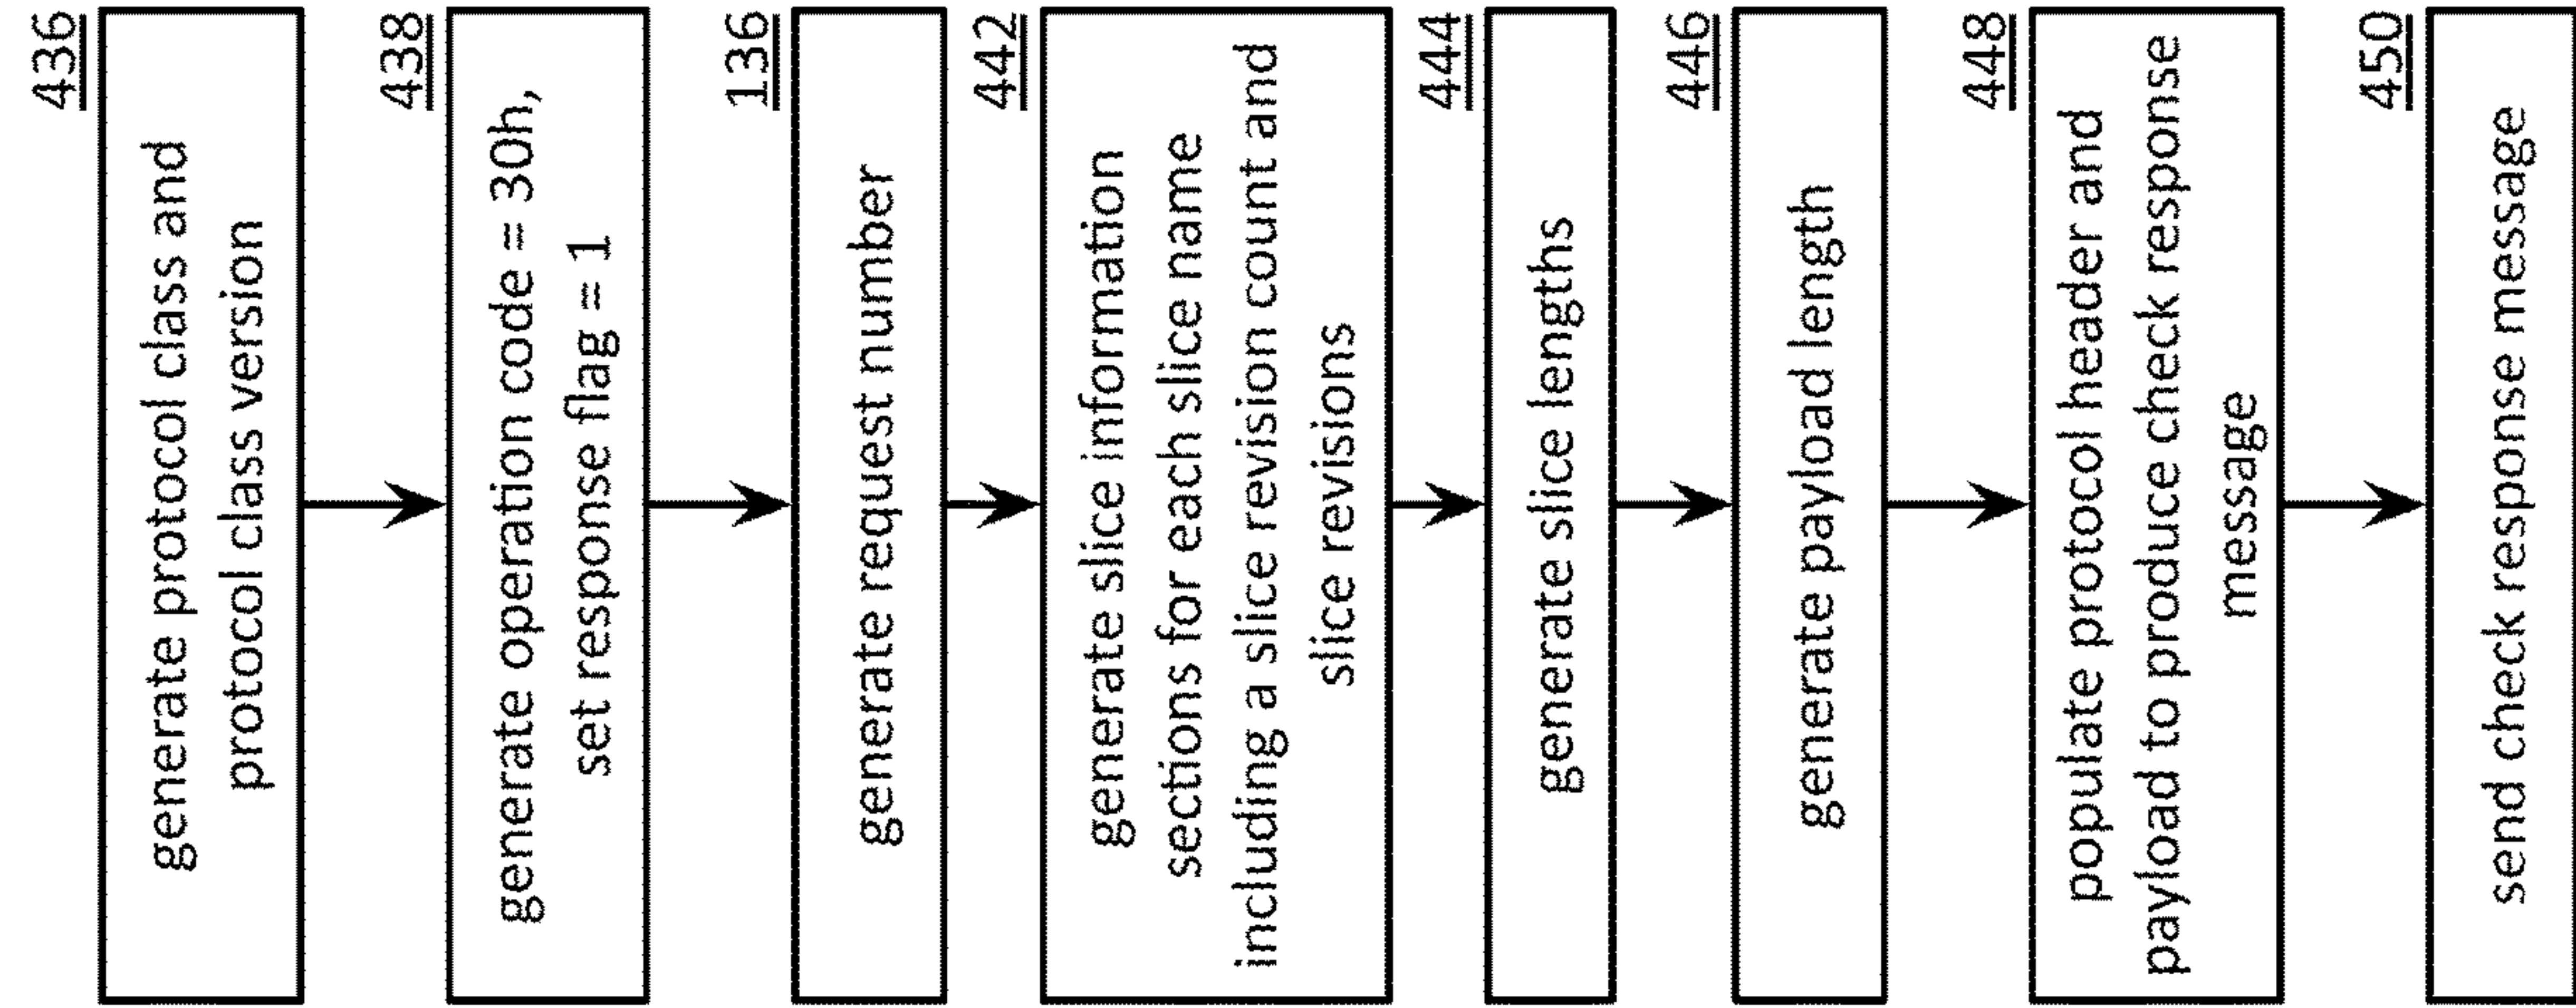 436
generate protocol class and
protocol class version
438
generate operation code = 30h,
set response flag = 1
136
generate request number
442
generate slice information
sections for each slice name
including a slice revision count and
slice revisions
444
generate slice lengths
446
generate payload length
448
populate protocol header and
payload to produce check response
message
450
send check response message